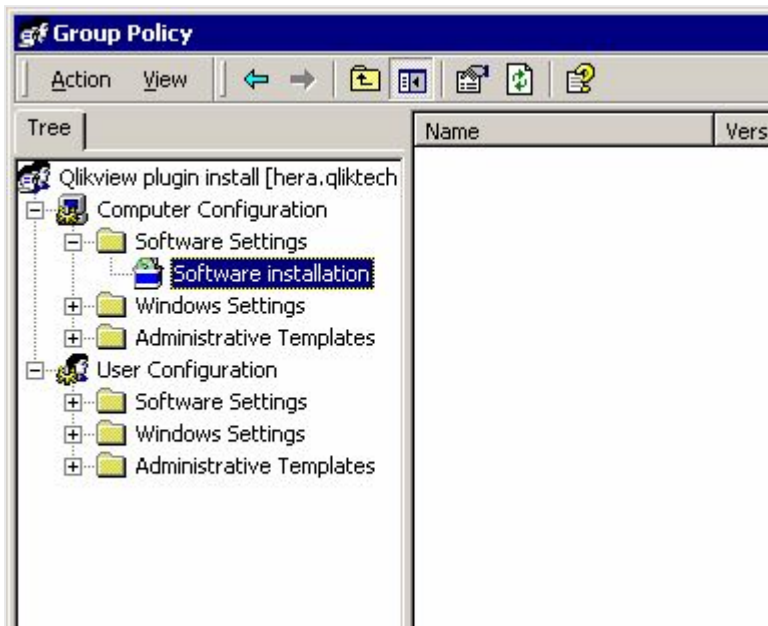 Group Policy
Action View
Tree
Name Vers
Qlikview plugin install [hera.qliktech
Computer Configuration
Software Settings
Software installation
Windows Settings
Administrative Templates
User Configuration
Software Settings
Windows Settings
Administrative Templates